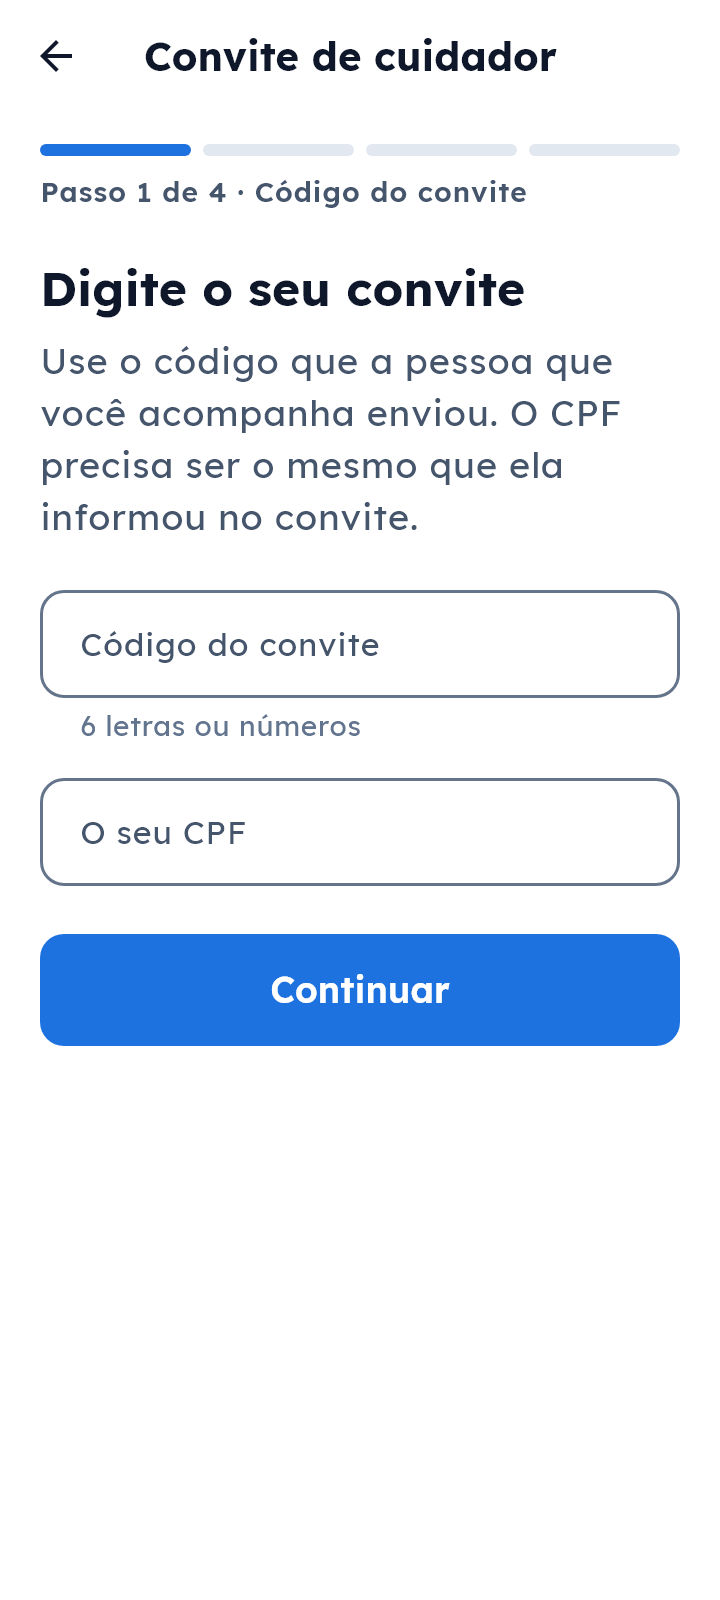 Convite de cuidador
Passo 1 de 4 · Código do convite
Digite o seu convite
Use o código que a pessoa que
você acompanha enviou. O CPF
precisa ser o mesmo que ela
informou no convite.
Código do convite
6 letras ou números
O seu CPF
Continuar